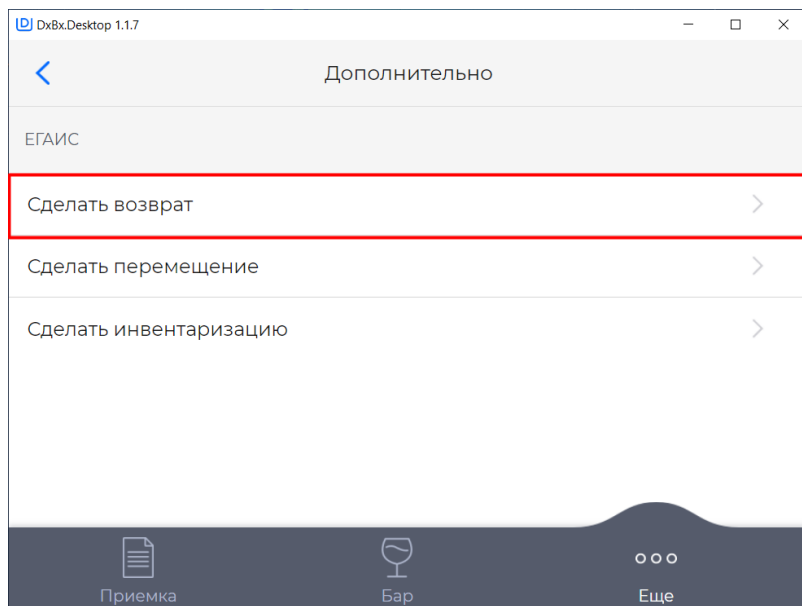 DxBx.Desktop 1.1.7
Дополнительно
ЕГАИС
Сделать возврат
Сделать перемещение
Сделать инвентаризацию
Приемка Бар Еще